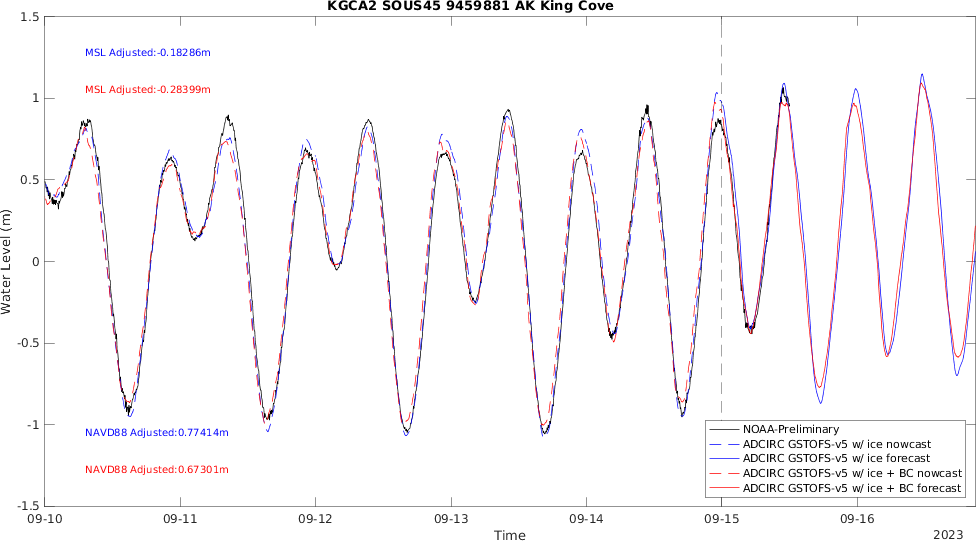 KGCA2 SOUS45 9459881 AK King Cove
1.5
1
0.5
0
-0.5
-1
-1.5
Water Level (m)
MSL Adjusted:-0.18286m
MSL Adjusted:-0.28399m
NAVD88 Adjusted:0.77414m
NAVD88 Adjusted:0.67301m
NOAA-Preliminary
ADCIRC GSTOFS-v5 w/ ice nowcast
ADCIRC GSTOFS-v5 w/ ice forecast
ADCIRC GSTOFS-v5 w/ ice + BC nowcast
ADCIRC GSTOFS-v5 w/ ice + BC forecast
09-10 09-11 09-12 09-13 09-14 09-15 09-16
Time
2023